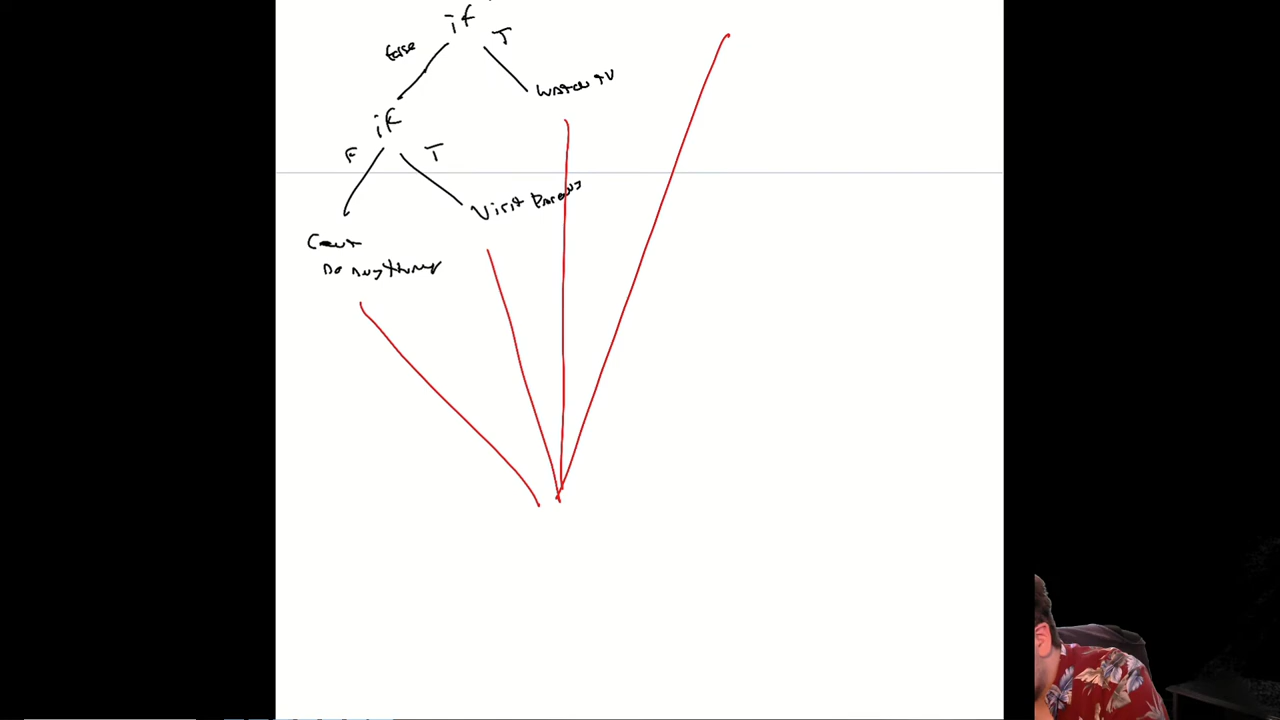 if
false
T
Watch TV
if
F
T
Visit Parents
Can't
Do Anything